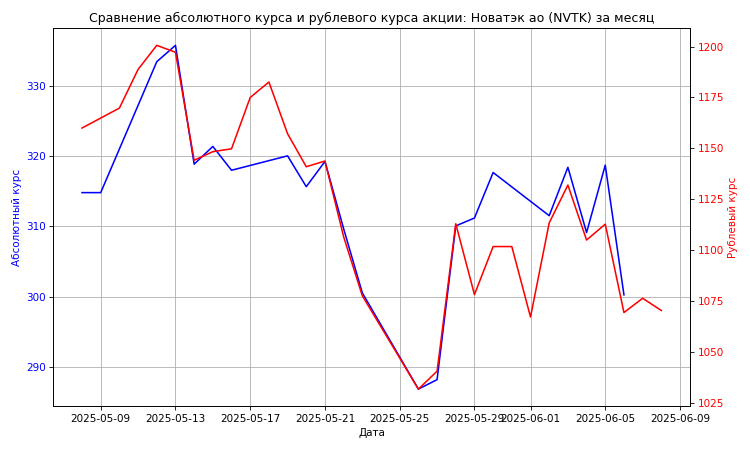 Сравнение абсолютного курса и рублевого курса акции: Новатэк ао (NVTK) за месяц
Абсолютный курс
330
320
310
300
290
1200
1175
1150
1125
1100
1075
1050
1025
Рублевый курс
2025-05-09 2025-05-13 2025-05-17 2025-05-21 2025-05-25 2025-05-29 2025-06-01 2025-06-05 2025-06-09
Дата